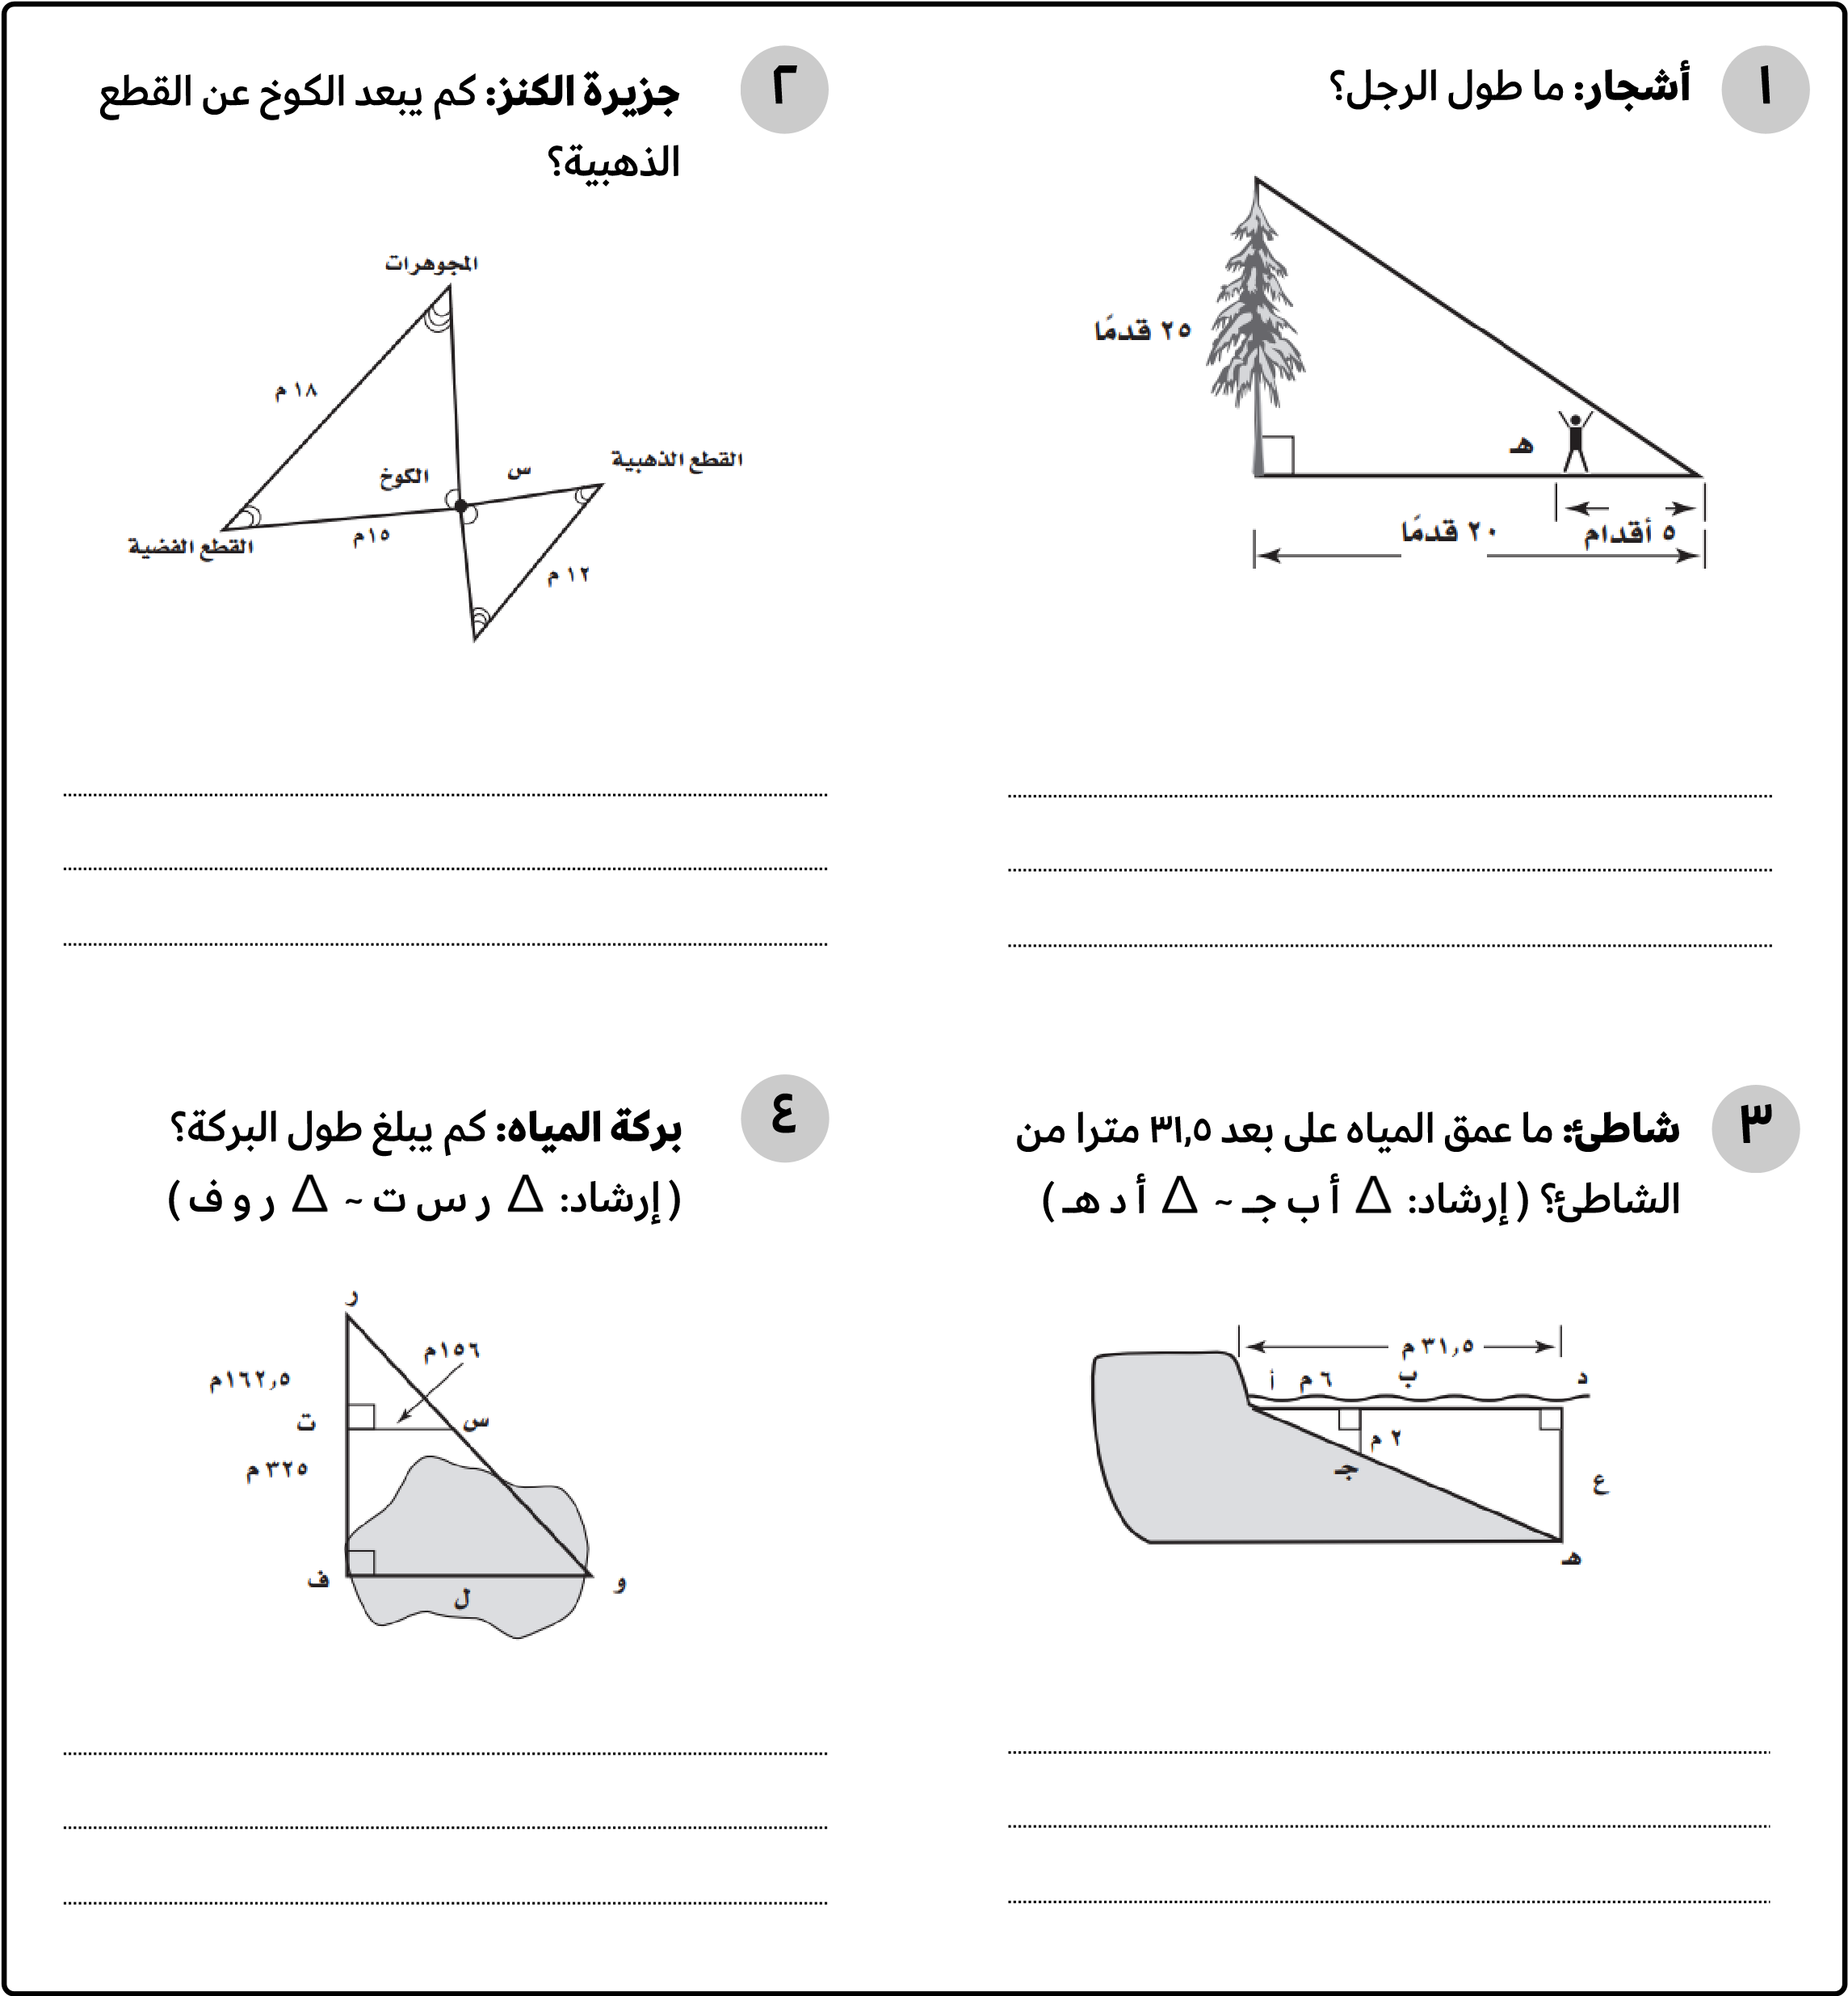 ١
أشجار: ما طول الرجل؟
٢٥ قدمًا
هـ
٥ أقدام
٢٠ قدمًا
٢
جزيرة الكنز: كم يبعد الكوخ عن القطع
الذهبية؟
المجوهرات
١٨ م
القطع الذهبية
س
الكوخ
١٥م
القطع الفضية
١٢ م
٣
شاطئ: ما عمق المياه على بعد ٣١,٥ مترا من
الشاطئ؟ ( إرشاد: Δ أ ب جـ ~ Δ أ د هـ )
٣١,٥ م
أ ٦ م ب د
٢ م
جـ
ع
هـ
٤
بركة المياه: كم يبلغ طول البركة؟
( إرشاد: Δ ر س ت ~ Δ ر و ف )
ر
١٥٦م
١٦٢,٥م
س
ت
٣٢٥ م
ف
و
ل